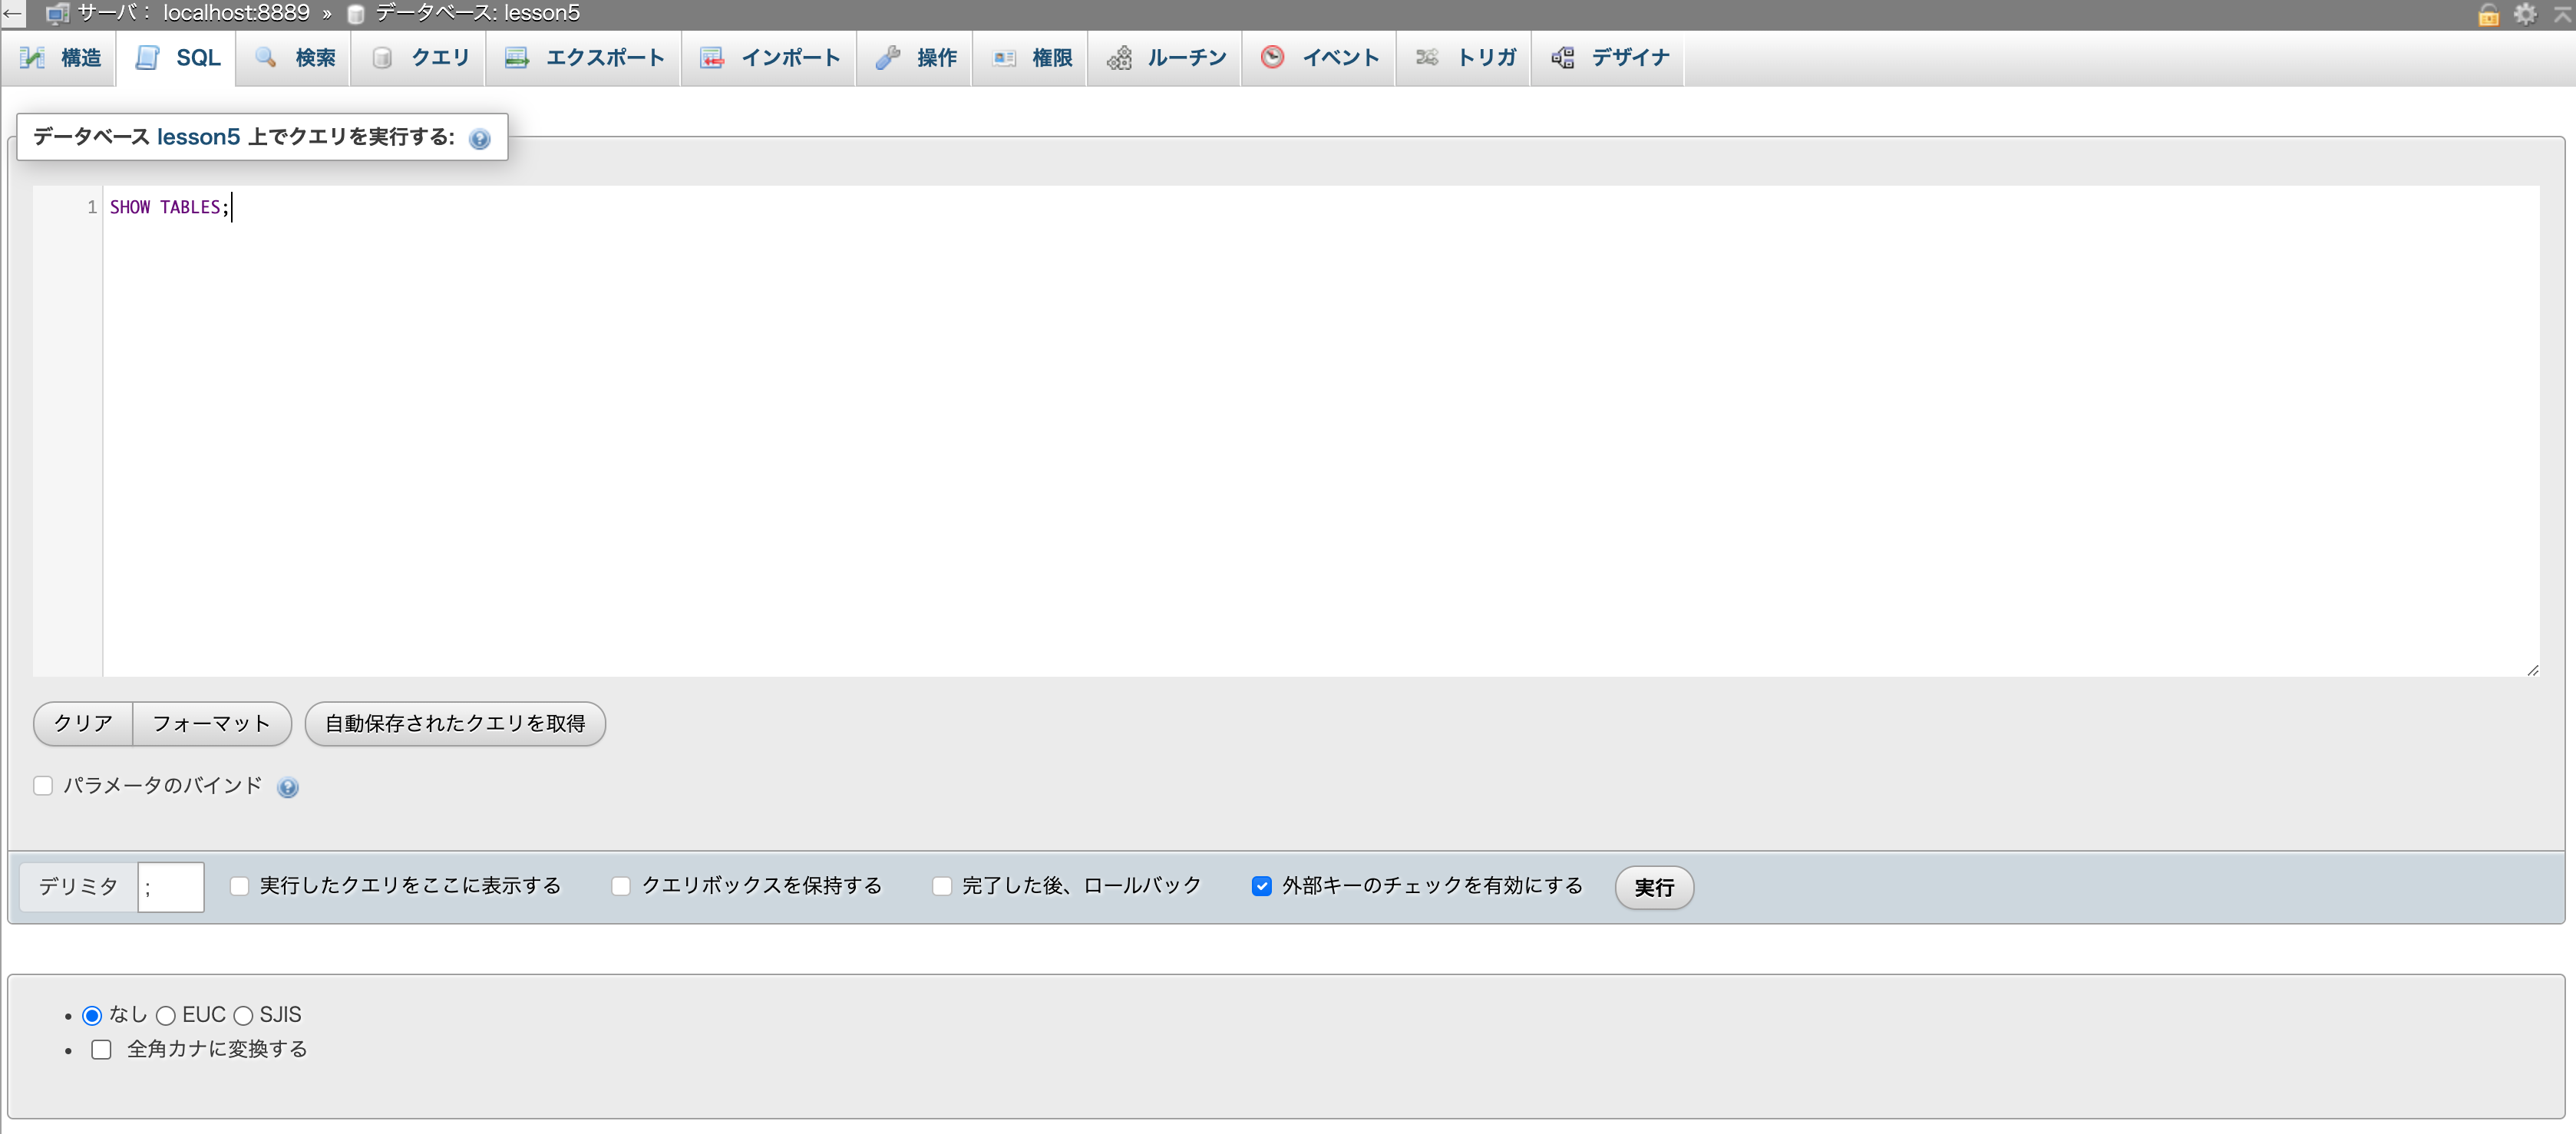 サーバ： localhost:8889 » データベース: lesson5
構造 SQL 検索 クエリ エクスポート インポート 操作 権限 ルーチン イベント トリガ デザイナ
データベース lesson5 上でクエリを実行する:
1 SHOW TABLES;
クリア フォーマット 自動保存されたクエリを取得
パラメータのバインド
デリミタ ; 実行したクエリをここに表示する クエリボックスを保持する 完了した後、ロールバック 外部キーのチェックを有効にする 実行
なし EUC SJIS
全角カナに変換する